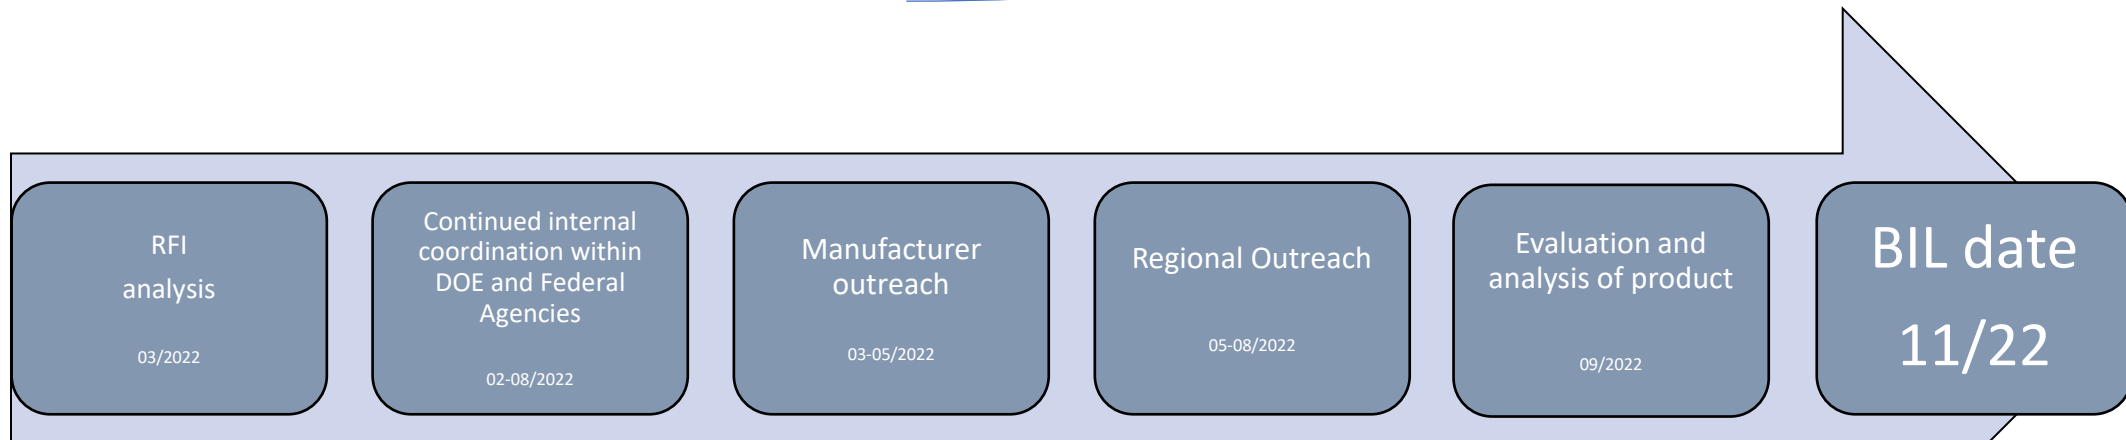 RFI
analysis
03/2022
Continued internal
coordination within
DOE and Federal
Agencies
02-08/2022
Manufacturer
outreach
03-05/2022
Regional Outreach
05-08/2022
Evaluation and
analysis of product
09/2022
BIL date
11/22